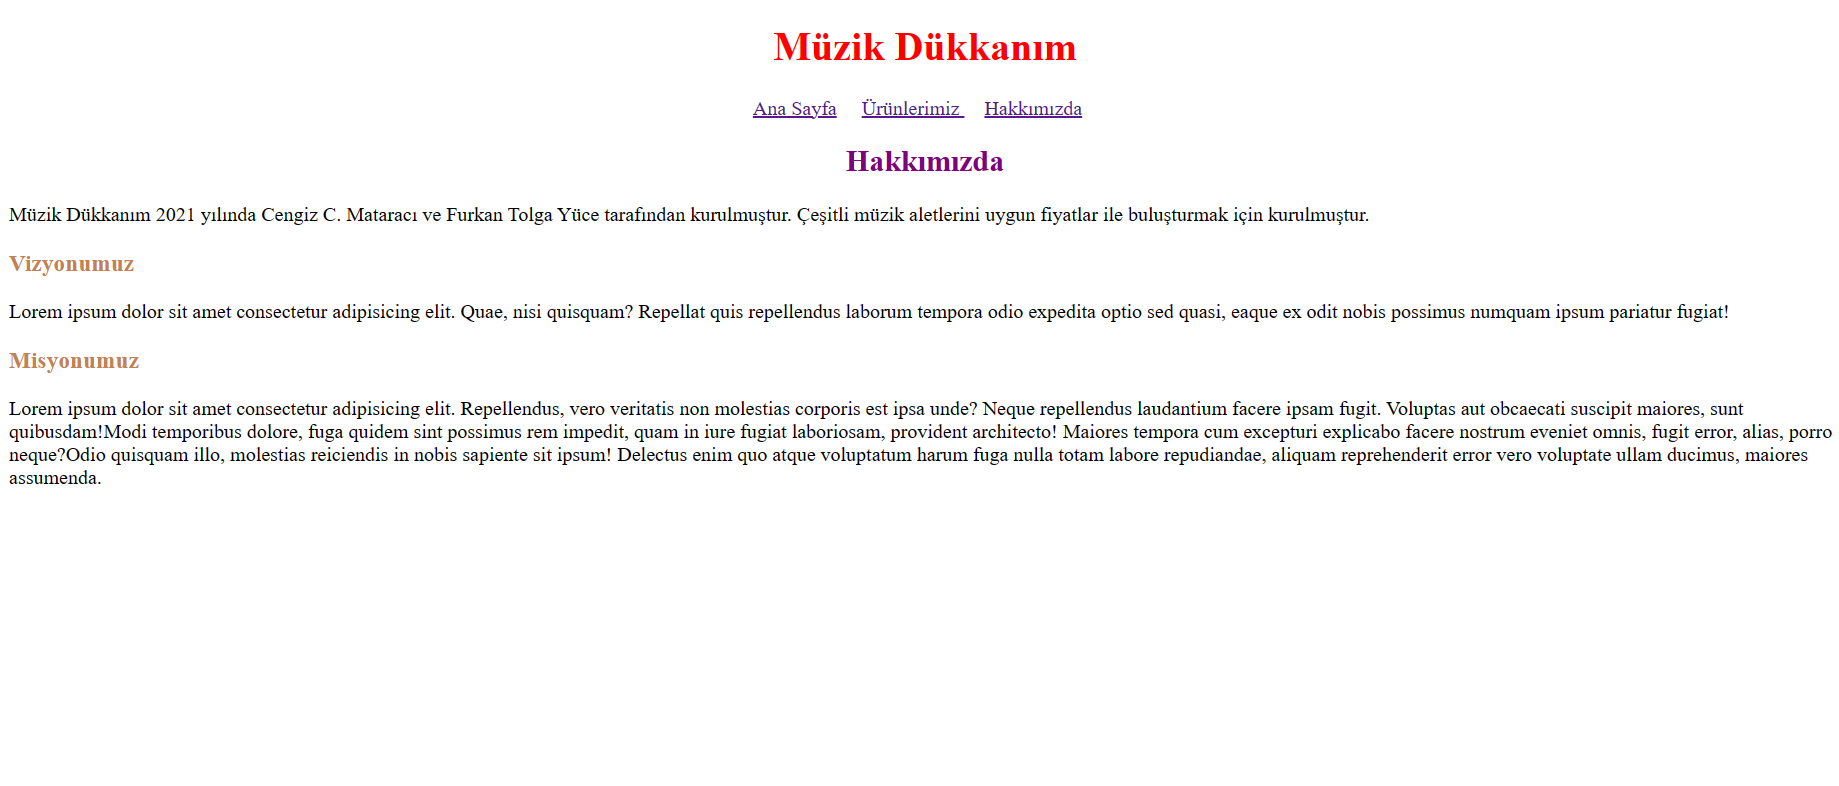 Müzik Dükkanım
Ana Sayfa Ürünlerimiz Hakkımızda
Hakkımızda
Müzik Dükkanım 2021 yılında Cengiz C. Mataracı ve Furkan Tolga Yüce tarafından kurulmuştur. Çeşitli müzik aletlerini uygun fiyatlar ile buluşturmak için kurulmuştur.
Vizyonumuz
Lorem ipsum dolor sit amet consectetur adipisicing elit. Quae, nisi quisquam? Repellat quis repellendus laborum tempora odio expedita optio sed quasi, eaque ex odit nobis possimus numquam ipsum pariatur fugiat!
Misyonumuz
Lorem ipsum dolor sit amet consectetur adipisicing elit. Repellendus, vero veritatis non molestias corporis est ipsa unde? Neque repellendus laudantium facere ipsam fugit. Voluptas aut obcaecati suscipit maiores, sunt
quibusdam!Modi temporibus dolore, fuga quidem sint possimus rem impedit, quam in iure fugiat laboriosam, provident architecto! Maiores tempora cum excepturi explicabo facere nostrum eveniet omnis, fugit error, alias, porro
neque?Odio quisquam illo, molestias reiciendis in nobis sapiente sit ipsum! Delectus enim quo atque voluptatum harum fuga nulla totam labore repudiandae, aliquam reprehenderit error vero voluptate ullam ducimus, maiores
assumenda.